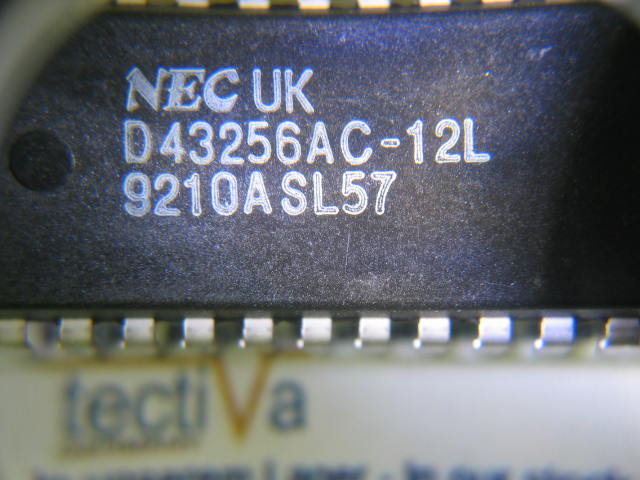 NEC UK
D43256AC-12L
9210ASL57
tectiVa